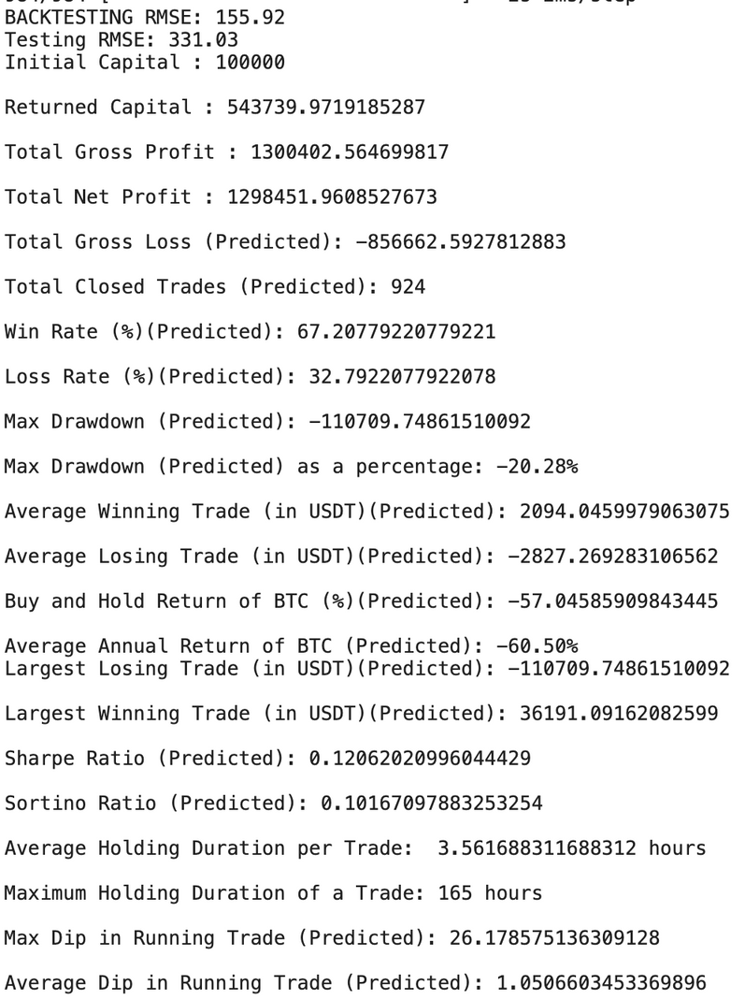 BACKTESTING RMSE: 155.92
Testing RMSE: 331.03
Initial Capital : 100000
Returned Capital : 543739.9719185287
Total Gross Profit : 1300402.564699817
Total Net Profit : 1298451.9608527673
Total Gross Loss (Predicted): -856662.5927812883
Total Closed Trades (Predicted): 924
Win Rate (%)(Predicted): 67.20779220779221
Loss Rate (%)(Predicted): 32.7922077922078
Max Drawdown (Predicted): -110709.74861510092
Max Drawdown (Predicted) as a percentage: -20.28%
Average Winning Trade (in USDT)(Predicted): 2094.0459979063075
Average Losing Trade (in USDT)(Predicted): -2827.269283106562
Buy and Hold Return of BTC (%)(Predicted): -57.04585909843445
Average Annual Return of BTC (Predicted): -60.50%
Largest Losing Trade (in USDT)(Predicted): -110709.74861510092
Largest Winning Trade (in USDT)(Predicted): 36191.09162082599
Sharpe Ratio (Predicted): 0.12062020996044429
Sortino Ratio (Predicted): 0.10167097883253254
Average Holding Duration per Trade:  3.561688311688312 hours
Maximum Holding Duration of a Trade: 165 hours
Max Dip in Running Trade (Predicted): 26.178575136309128
Average Dip in Running Trade (Predicted): 1.0506603453369896